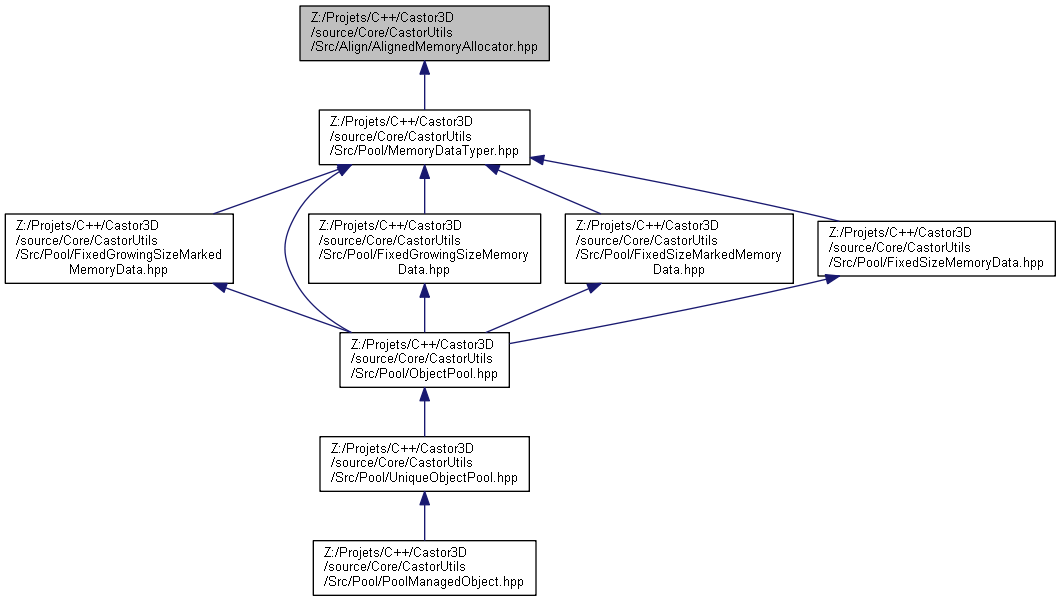 Z:/Projets/C++/Castor3D
/source/Core/CastorUtils
/Src/Align/AlignedMemoryAllocator.hpp
Z:/Projets/C++/Castor3D
/source/Core/CastorUtils
/Src/Pool/MemoryDataTyper.hpp
Z:/Projets/C++/Castor3D
/source/Core/CastorUtils
/Src/Pool/FixedGrowingSizeMarked
MemoryData.hpp
Z:/Projets/C++/Castor3D
/source/Core/CastorUtils
/Src/Pool/FixedGrowingSizeMemory
Data.hpp
Z:/Projets/C++/Castor3D
/source/Core/CastorUtils
/Src/Pool/FixedSizeMarkedMemory
Data.hpp
Z:/Projets/C++/Castor3D
/source/Core/CastorUtils
/Src/Pool/FixedSizeMemoryData.hpp
Z:/Projets/C++/Castor3D
/source/Core/CastorUtils
/Src/Pool/ObjectPool.hpp
Z:/Projets/C++/Castor3D
/source/Core/CastorUtils
/Src/Pool/UniqueObjectPool.hpp
Z:/Projets/C++/Castor3D
/source/Core/CastorUtils
/Src/Pool/PoolManagedObject.hpp